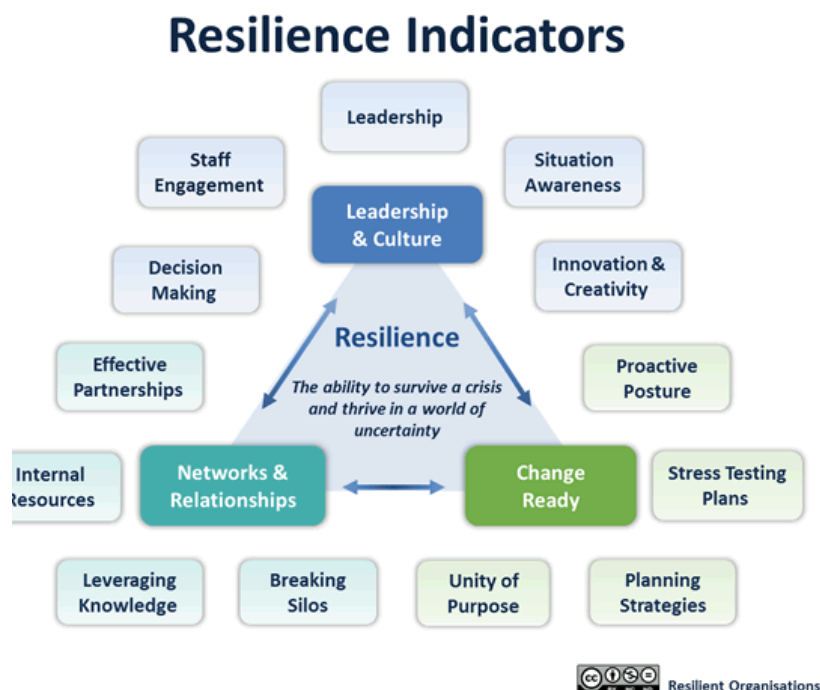 Resilience Indicators
Leadership
Staff
Engagement
Situation
Awareness
Leadership
& Culture
Decision
Making
Innovation &
Creativity
Resilience
The ability to survive a crisis
and thrive in a world of
uncertainty
Effective
Partnerships
Proactive
Posture
Internal
Resources
Networks &
Relationships
Change
Ready
Stress Testing
Plans
Leveraging
Knowledge
Breaking
Silos
Unity of
Purpose
Planning
Strategies
cc
Resilient Organisations